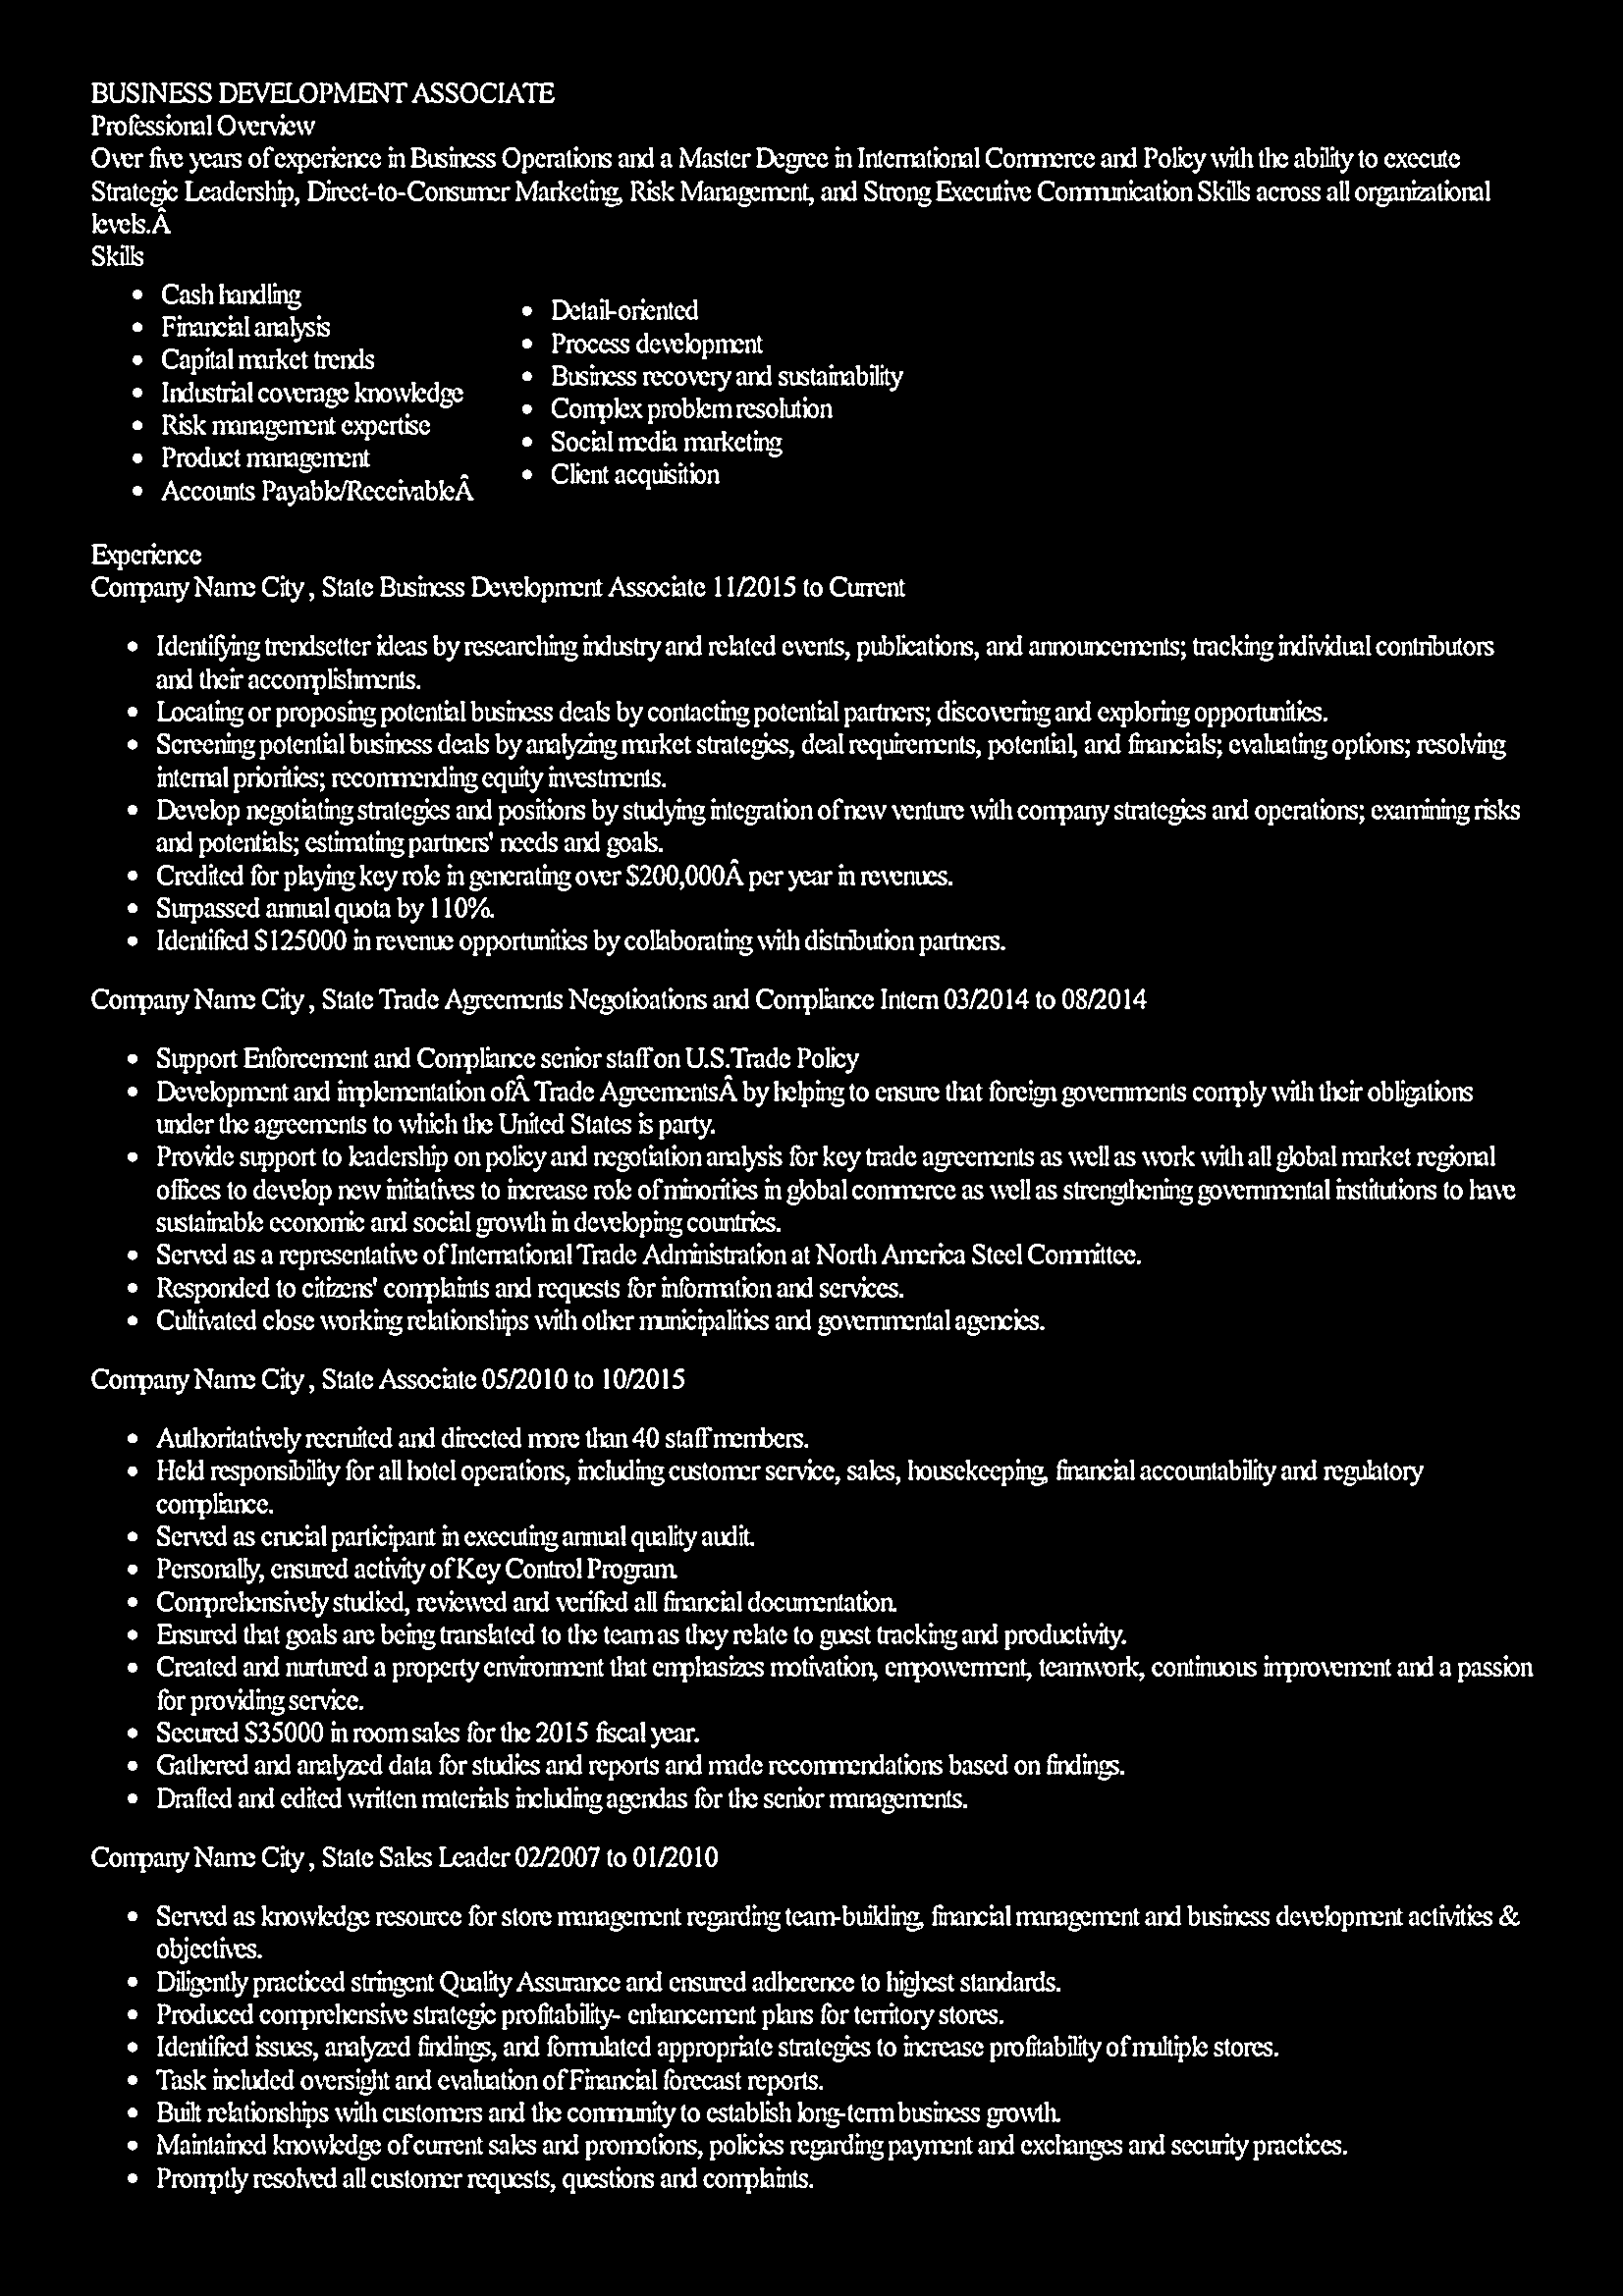 BUSINESS DEVELOPMENT ASSOCIATE
Professional Overview
Over five years of experience in Business Operations and a Master Degree in International Commerce and Policy with the ability to execute
Strategic Leadership, Direct-to-Consumer Marketing, Risk Management, and Strong Executive Communication Skills across all organizational
levels.Â
Skills
• Cash handling
• Financial analysis
• Capital market trends
• Industrial coverage knowledge
• Risk management expertise
• Product management
• Accounts Payable/ReceivableÂ
• Detail-oriented
• Process development
• Business recovery and sustainability
• Complex problem resolution
• Social media marketing
• Client acquisition
Experience
Company Name City , State Business Development Associate 11/2015 to Current
• Identifying trendsetter ideas by researching industry and related events, publications, and announcements; tracking individual contributors
and their accomplishments.
• Locating or proposing potential business deals by contacting potential partners; discovering and exploring opportunities.
• Screening potential business deals by analyzing market strategies, deal requirements, potential, and financials; evaluating options; resolving
internal priorities; recommending equity investments.
• Develop negotiating strategies and positions by studying integration of new venture with company strategies and operations; examining risks
and potentials; estimating partners' needs and goals.
• Credited for playing key role in generating over $200,000Â per year in revenues.
• Surpassed annual quota by 110%.
• Identified $125000 in revenue opportunities by collaborating with distribution partners.
Company Name City , State Trade Agreements Negotioations and Compliance Intern 03/2014 to 08/2014
• Support Enforcement and Compliance senior staff on U.S.Trade Policy
• Development and implementation ofÂ Trade AgreementsÂ by helping to ensure that foreign governments comply with their obligations
under the agreements to which the United States is party.
• Provide support to leadership on policy and negotiation analysis for key trade agreements as well as work with all global market regional
offices to develop new initiatives to increase role of minorities in global commerce as well as strengthening governmental institutions to have
sustainable economic and social growth in developing countries.
• Served as a representative of International Trade Administration at North America Steel Committee.
• Responded to citizens' complaints and requests for information and services.
• Cultivated close working relationships with other municipalities and governmental agencies.
Company Name City , State Associate 05/2010 to 10/2015
• Authoritatively recruited and directed more than 40 staff members.
• Held responsibility for all hotel operations, including customer service, sales, housekeeping, financial accountability and regulatory
compliance.
• Served as crucial participant in executing annual quality audit.
• Personally, ensured activity of Key Control Program.
• Comprehensively studied, reviewed and verified all financial documentation.
• Ensured that goals are being translated to the team as they relate to guest tracking and productivity.
• Created and nurtured a property environment that emphasizes motivation, empowerment, teamwork, continuous improvement and a passion
for providing service.
• Secured $35000 in room sales for the 2015 fiscal year.
• Gathered and analyzed data for studies and reports and made recommendations based on findings.
• Drafted and edited written materials including agendas for the senior managements.
Company Name City , State Sales Leader 02/2007 to 01/2010
• Served as knowledge resource for store management regarding team-building, financial management and business development activities &
objectives.
• Diligently practiced stringent Quality Assurance and ensured adherence to highest standards.
• Produced comprehensive strategic profitability- enhancement plans for territory stores.
• Identified issues, analyzed findings, and formulated appropriate strategies to increase profitability of multiple stores.
• Task included oversight and evaluation of Financial forecast reports.
• Built relationships with customers and the community to establish long-term business growth.
• Maintained knowledge of current sales and promotions, policies regarding payment and exchanges and security practices.
• Promptly resolved all customer requests, questions and complaints.